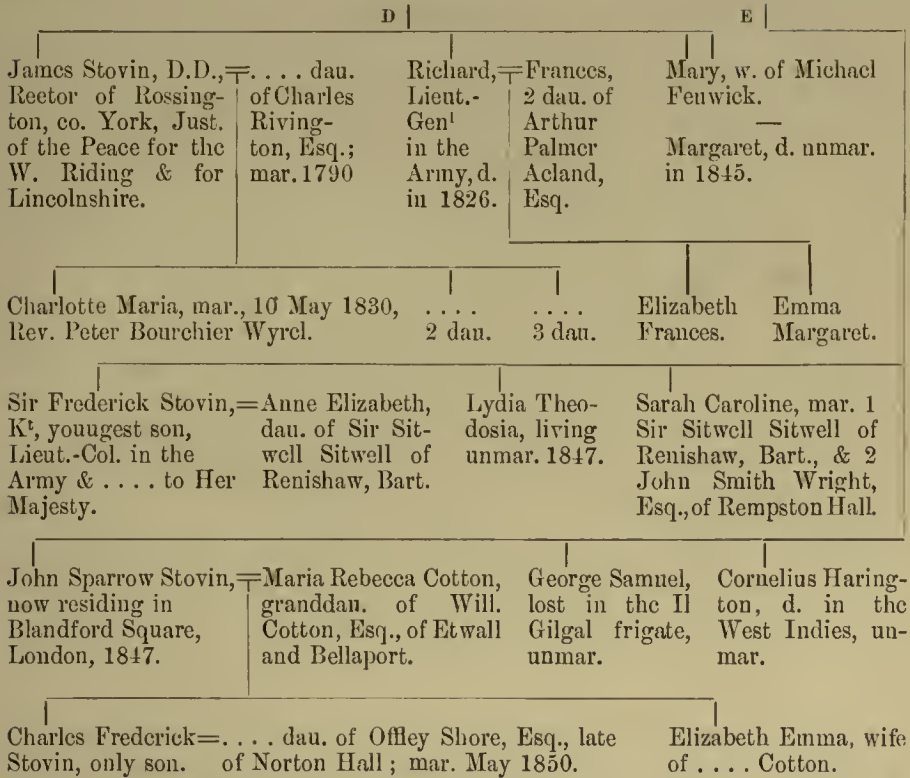 D | E |
James Stovin, D.D.,=. . . . dau. Richard,=Frances, Mary, w. of Michael
Rector of Rossing- of Charles Lieut.- 2 dau. of Fenwick.
ton, co. York, Just. Riving- Genˡ Arthur —
of the Peace for the ton, Esq.; in the Palmer Margaret, d. unmar.
W. Riding & for mar. 1790 Army, d. Acland, in 1845.
Lincolnshire. in 1826. Esq.
Charlotte Maria, mar., 10 May 1830, . . . . . . . . Elizabeth Emma
Rev. Peter Bourchier Wyrel. 2 dau. 3 dau. Frances. Margaret.
Sir Frederick Stovin,=Anne Elizabeth, Lydia Theo- Sarah Caroline, mar. 1
Kᵗ, youngest son, dau. of Sir Sit- dosia, living Sir Sitwell Sitwell of
Lieut.-Col. in the well Sitwell of unmar. 1847. Renishaw, Bart., & 2
Army & . . . . to Her Renishaw, Bart. John Smith Wright,
Majesty. Esq., of Rempston Hall.
John Sparrow Stovin,=Maria Rebecca Cotton, George Samuel, Cornelius Haring-
now residing in granddau. of Will. lost in the Il ton, d. in the
Blandford Square, Cotton, Esq., of Etwall Gilgal frigate, West Indies, un-
London, 1847. and Bellaport. unmar. mar.
Charles Frederick=. . . . dau. of Offley Shore, Esq., late Elizabeth Emma, wife
Stovin, only son. of Norton Hall; mar. May 1850. of . . . . Cotton.